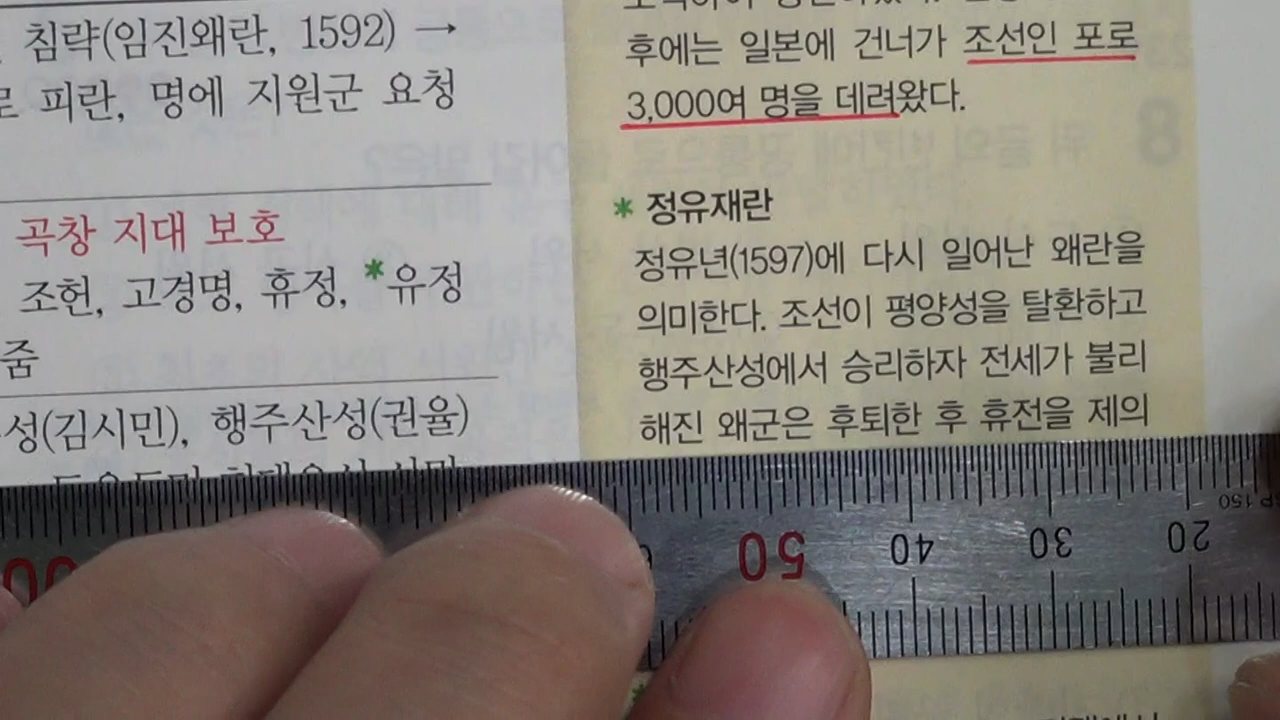 침략(임진왜란, 1592) →
로 피란, 명에 지원군 요청
곡창 지대 보호
조헌, 고경명, 휴정, *유정
줌
성(김시민), 행주산성(권율)
후에는 일본에 건너가 조선인 포로
3,000여 명을 데려왔다.
* 정유재란
정유년(1597)에 다시 일어난 왜란을
의미한다. 조선이 평양성을 탈환하고
행주산성에서 승리하자 전세가 불리
해진 왜군은 후퇴한 후 휴전을 제의
50 40 30 20
150